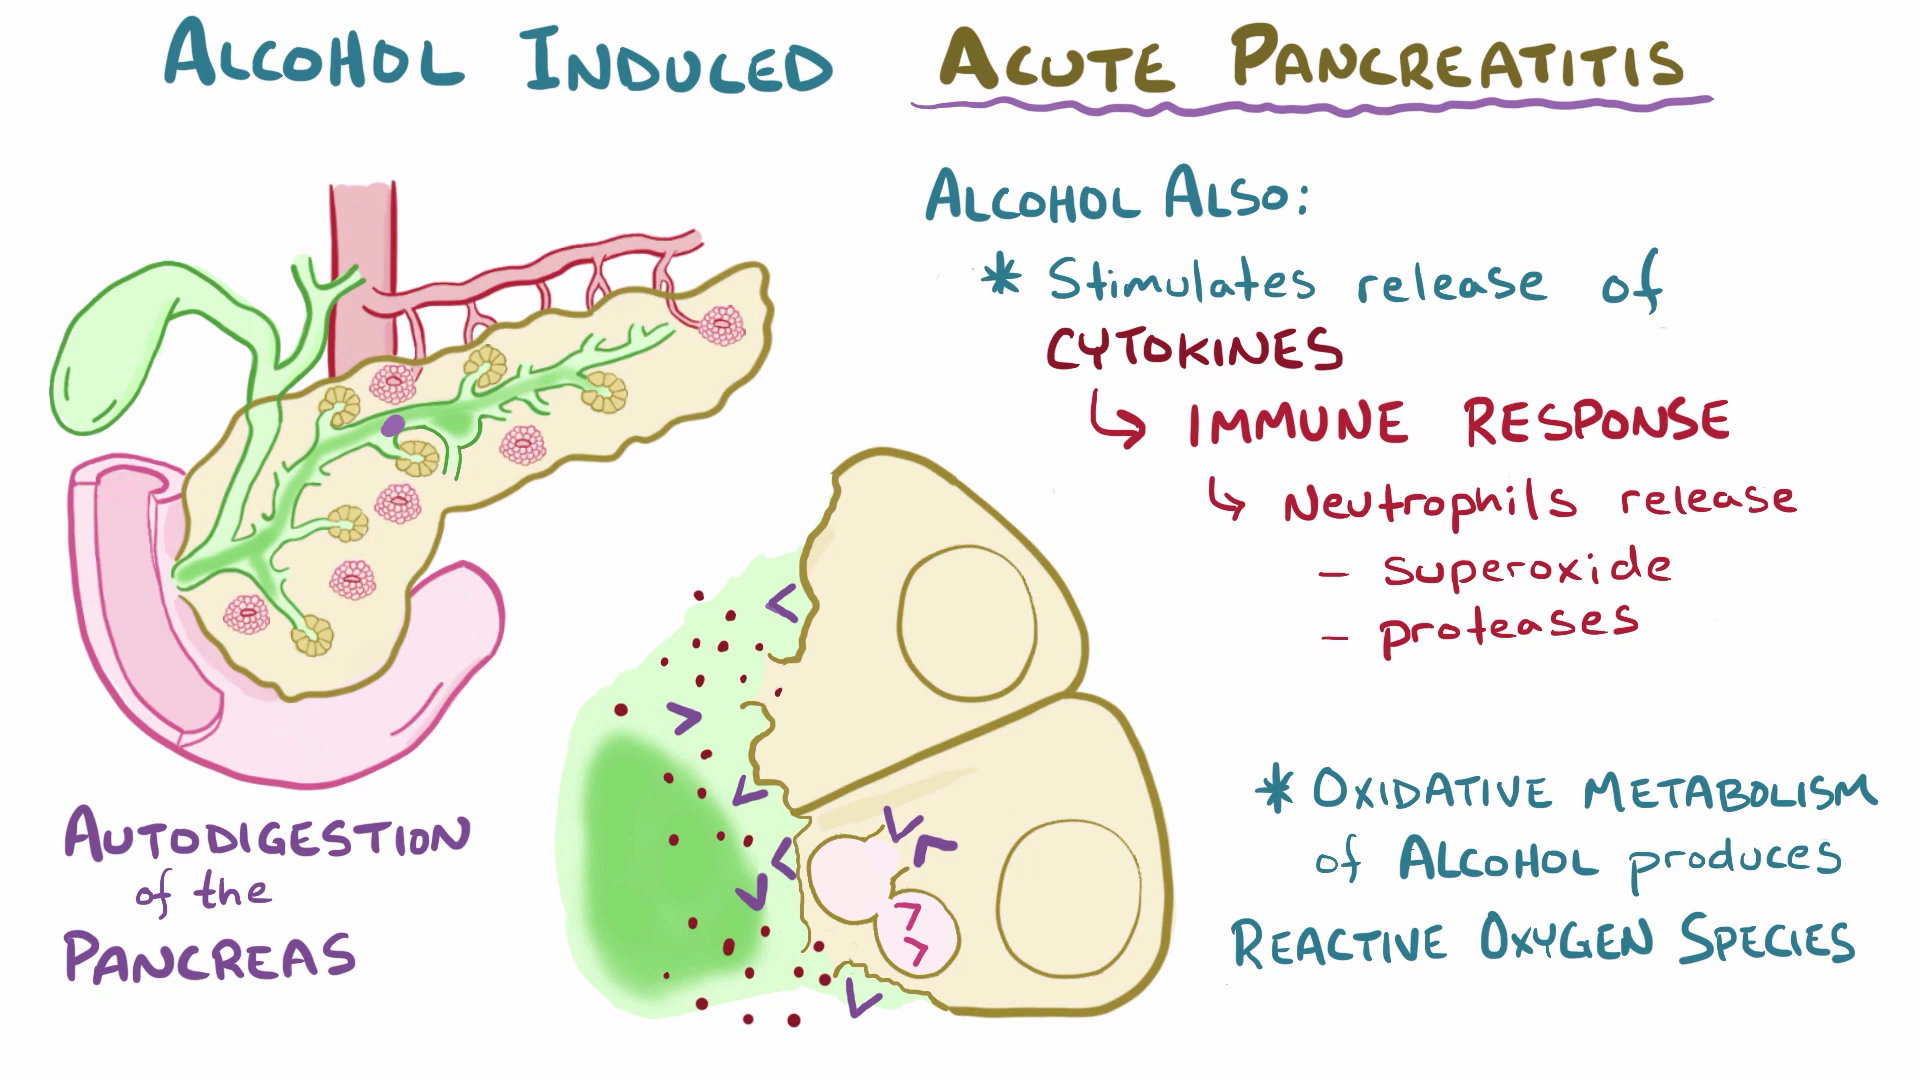 ALCOHOL INDUCED ACUTE PANCREATITIS
ALCOHOL ALSO:
* Stimulates release of
CYTOKINES
↳ IMMUNE RESPONSE
↳ Neutrophils release
- superoxide
- proteases
* OXIDATIVE METABOLISM
of ALCOHOL produces
REACTIVE OXYGEN SPECIES
AUTODIGESTION
of the
PANCREAS